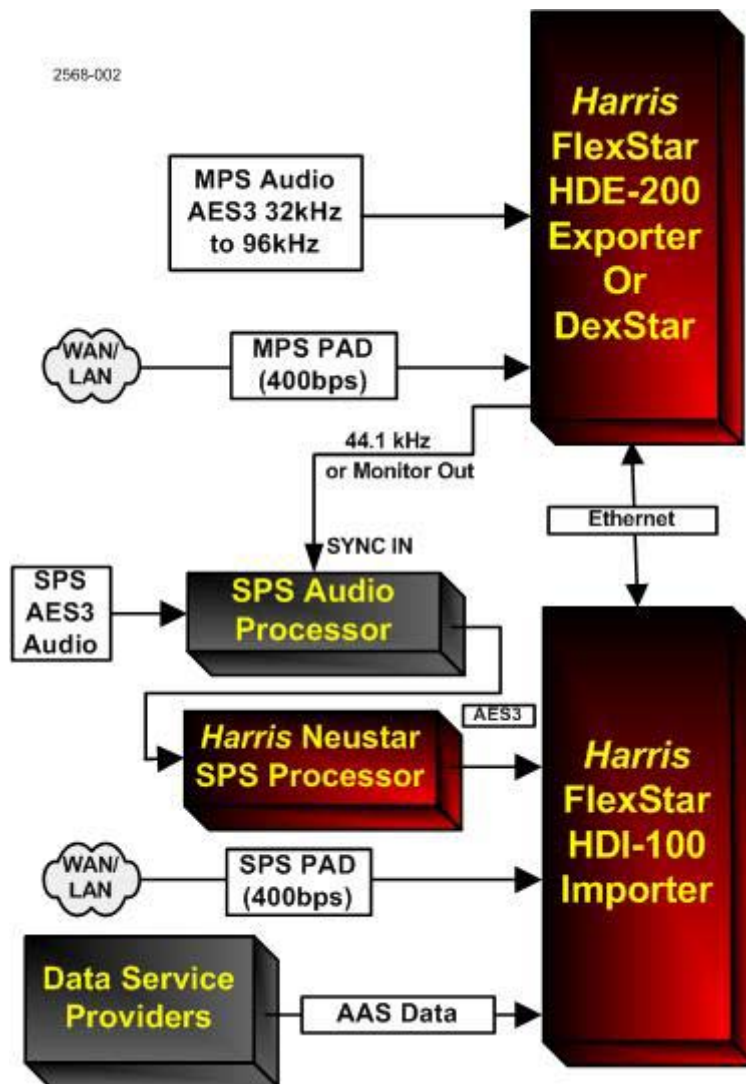 2568-002
Harris
FlexStar
HDE-200
Exporter
Or
DexStar
MPS Audio
AES3 32kHz
to 96kHz
WAN/
LAN
MPS PAD
(400bps)
44.1 kHz
or Monitor Out
SYNC IN
Ethernet
SPS
AES3
Audio
SPS Audio
Processor
AES3
Harris Neustar
SPS Processor
Harris
FlexStar
HDI-100
Importer
WAN/
LAN
SPS PAD
(400bps)
Data Service
Providers
AAS Data